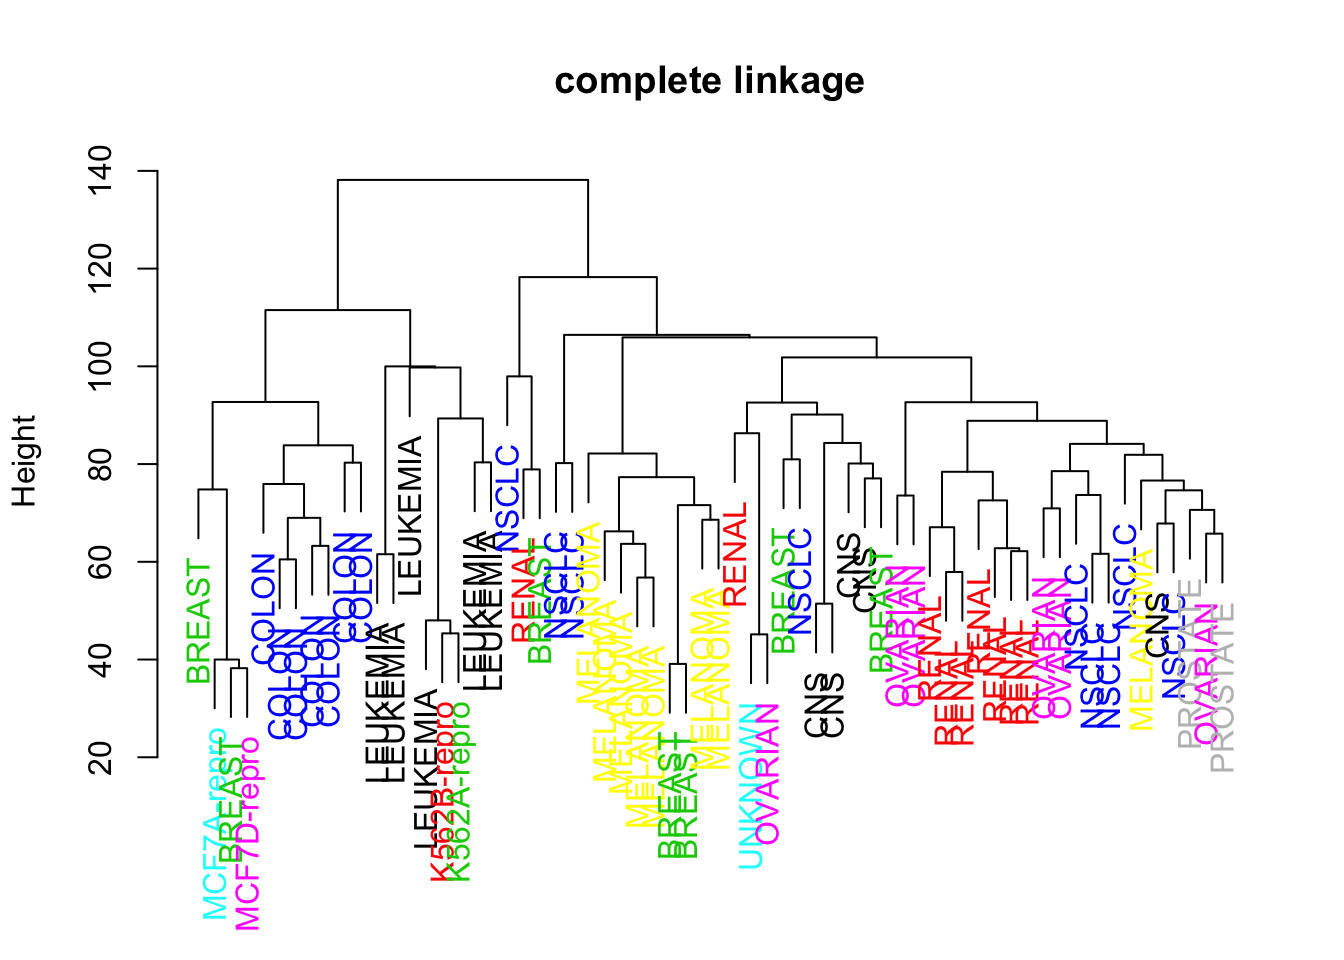 complete linkage
Height
140
120
100
80
60
40
20
BREAST
MCF7A-repro
BREAST
MCF7D-repro
COLON
COLON
COLON
COLON
COLON
COLON
COLON
LEUKEMIA
LEUKEMIA
LEUKEMIA
LEUKEMIA
K562B-repro
K562A-repro
LEUKEMIA
LEUKEMIA
NSCLC
RENAL
BREAST
NSCLC
NSCLC
MELANOMA
MELANOMA
MELANOMA
MELANOMA
MELANOMA
BREAST
BREAST
MELANOMA
MELANOMA
RENAL
UNKNOWN
OVARIAN
BREAST
NSCLC
CNS
CNS
CNS
CNS
BREAST
OVARIAN
OVARIAN
RENAL
RENAL
RENAL
RENAL
RENAL
RENAL
RENAL
OVARIAN
OVARIAN
NSCLC
NSCLC
NSCLC
NSCLC
MELANOMA
CNS
NSCLC
PROSTATE
OVARIAN
PROSTATE